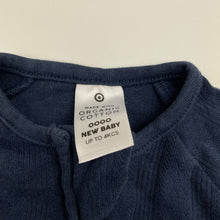 MADE WITH
ORGANIC
COTTON
0000
NEW BABY
UP TO 4KGS